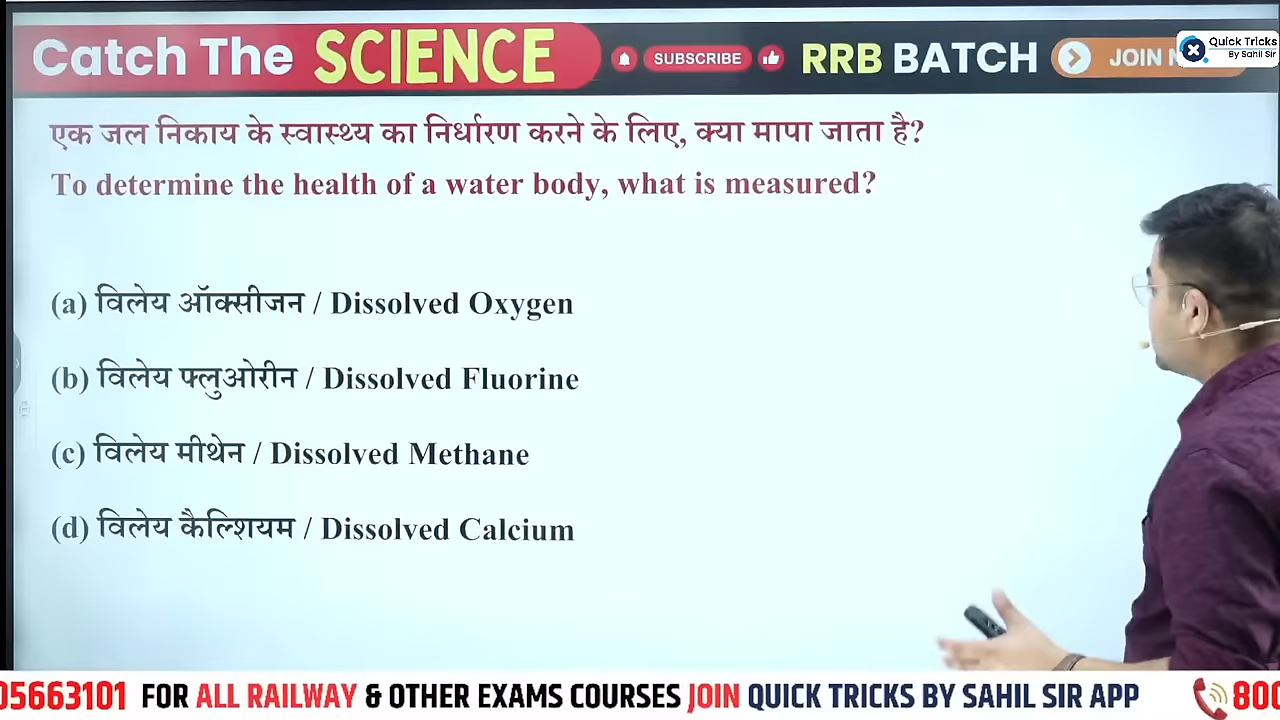 Catch The SCIENCE SUBSCRIBE RRB BATCH JOIN
Quick Tricks
By Sahil Sir
एक जल निकाय के स्वास्थ्य का निर्धारण करने के लिए, क्या मापा जाता है?
To determine the health of a water body, what is measured?
(a) विलेय ऑक्सीजन / Dissolved Oxygen
(b) विलेय फ्लुओरीन / Dissolved Fluorine
(c) विलेय मीथेन / Dissolved Methane
(d) विलेय कैल्शियम / Dissolved Calcium
05663101 FOR ALL RAILWAY & OTHER EXAMS COURSES JOIN QUICK TRICKS BY SAHIL SIR APP 800